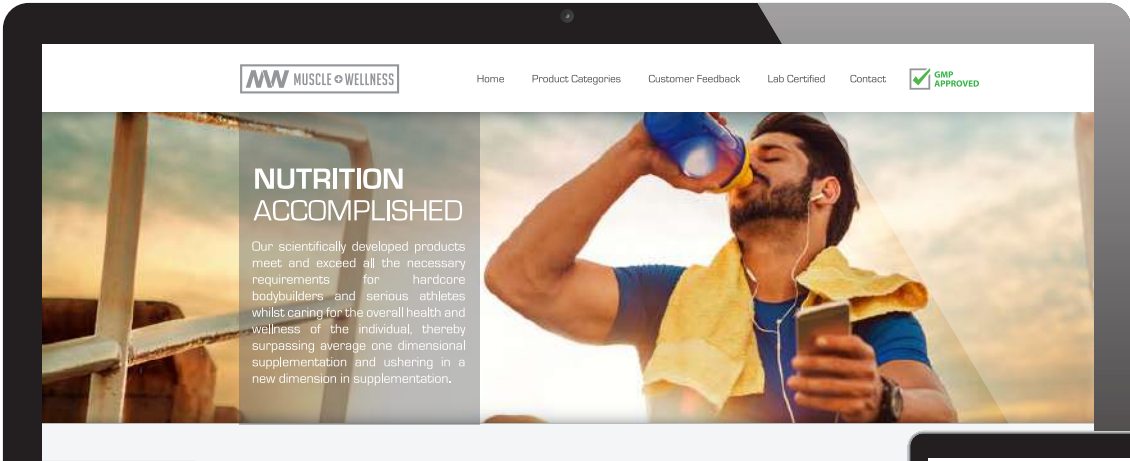 MW MUSCLE + WELLNESS
Home Product Categories Customer Feedback Lab Certified Contact
GMP
APPROVED
NUTRITION
ACCOMPLISHED
Our scientifically developed products
meet and exceed all the necessary
requirements for hardcore
bodybuilders and serious athletes
whilst caring for the overall health and
wellness of the individual, thereby
surpassing average one dimensional
supplementation and ushering in a
new dimension in supplementation.